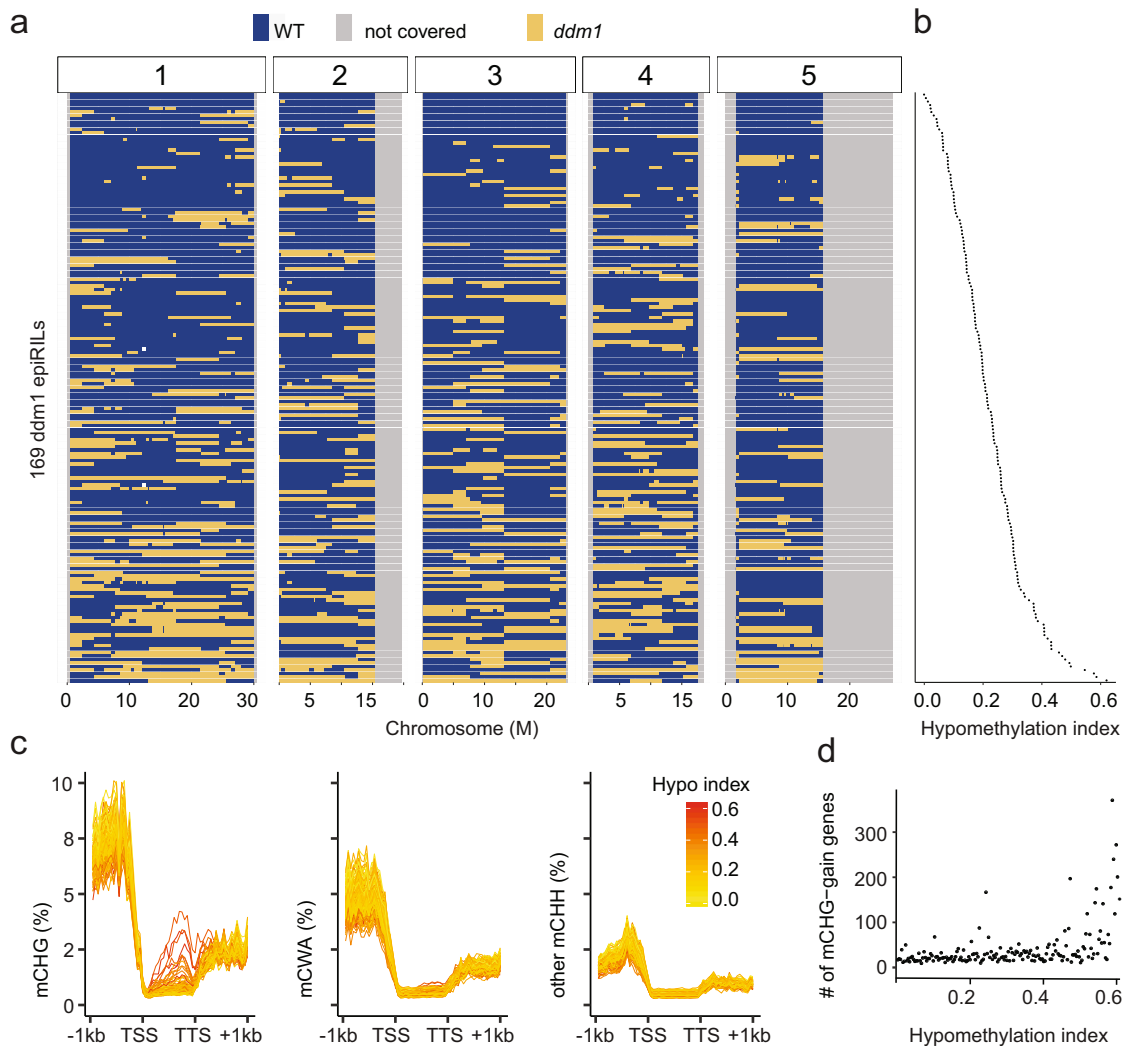 a
b
WT
not covered
ddm1
1 2 3 4 5
169 ddm1 epiRILs
0 10 20 30 0 5 15 0 10 20 5 15 0 10 20
Chromosome (M)
0.0 0.2 0.4 0.6
Hypomethylation index
c
d
mCHG (%)
10
8
5
2
0
-1kb TSS TTS +1kb
mCWA (%)
-1kb TSS TTS +1kb
other mCHH (%)
-1kb TSS TTS +1kb
Hypo index
0.6
0.4
0.2
0.0
# of mCHG−gain genes
300
200
100
0
0.2 0.4 0.6
Hypomethylation index